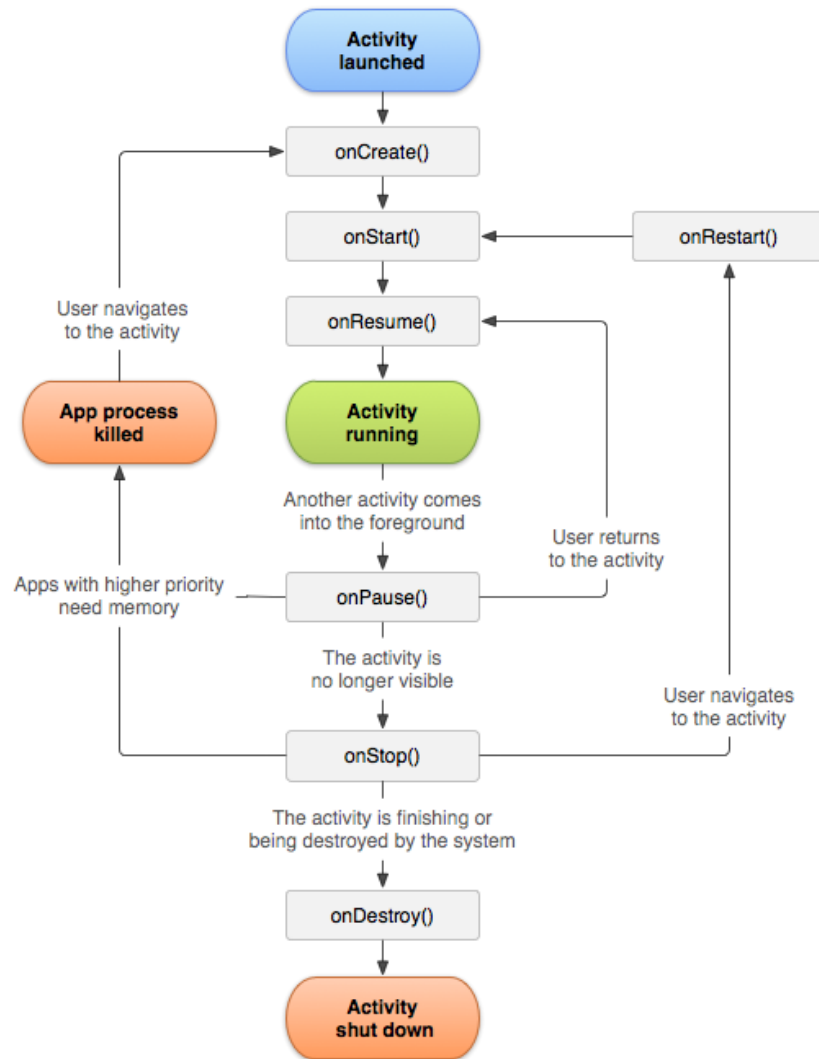 Activity
launched
onCreate()
onStart()
onRestart()
User navigates
to the activity
onResume()
App process
killed
Activity
running
Another activity comes
into the foreground
User returns
to the activity
Apps with higher priority
need memory
onPause()
The activity is
no longer visible
User navigates
to the activity
onStop()
The activity is finishing or
being destroyed by the system
onDestroy()
Activity
shut down